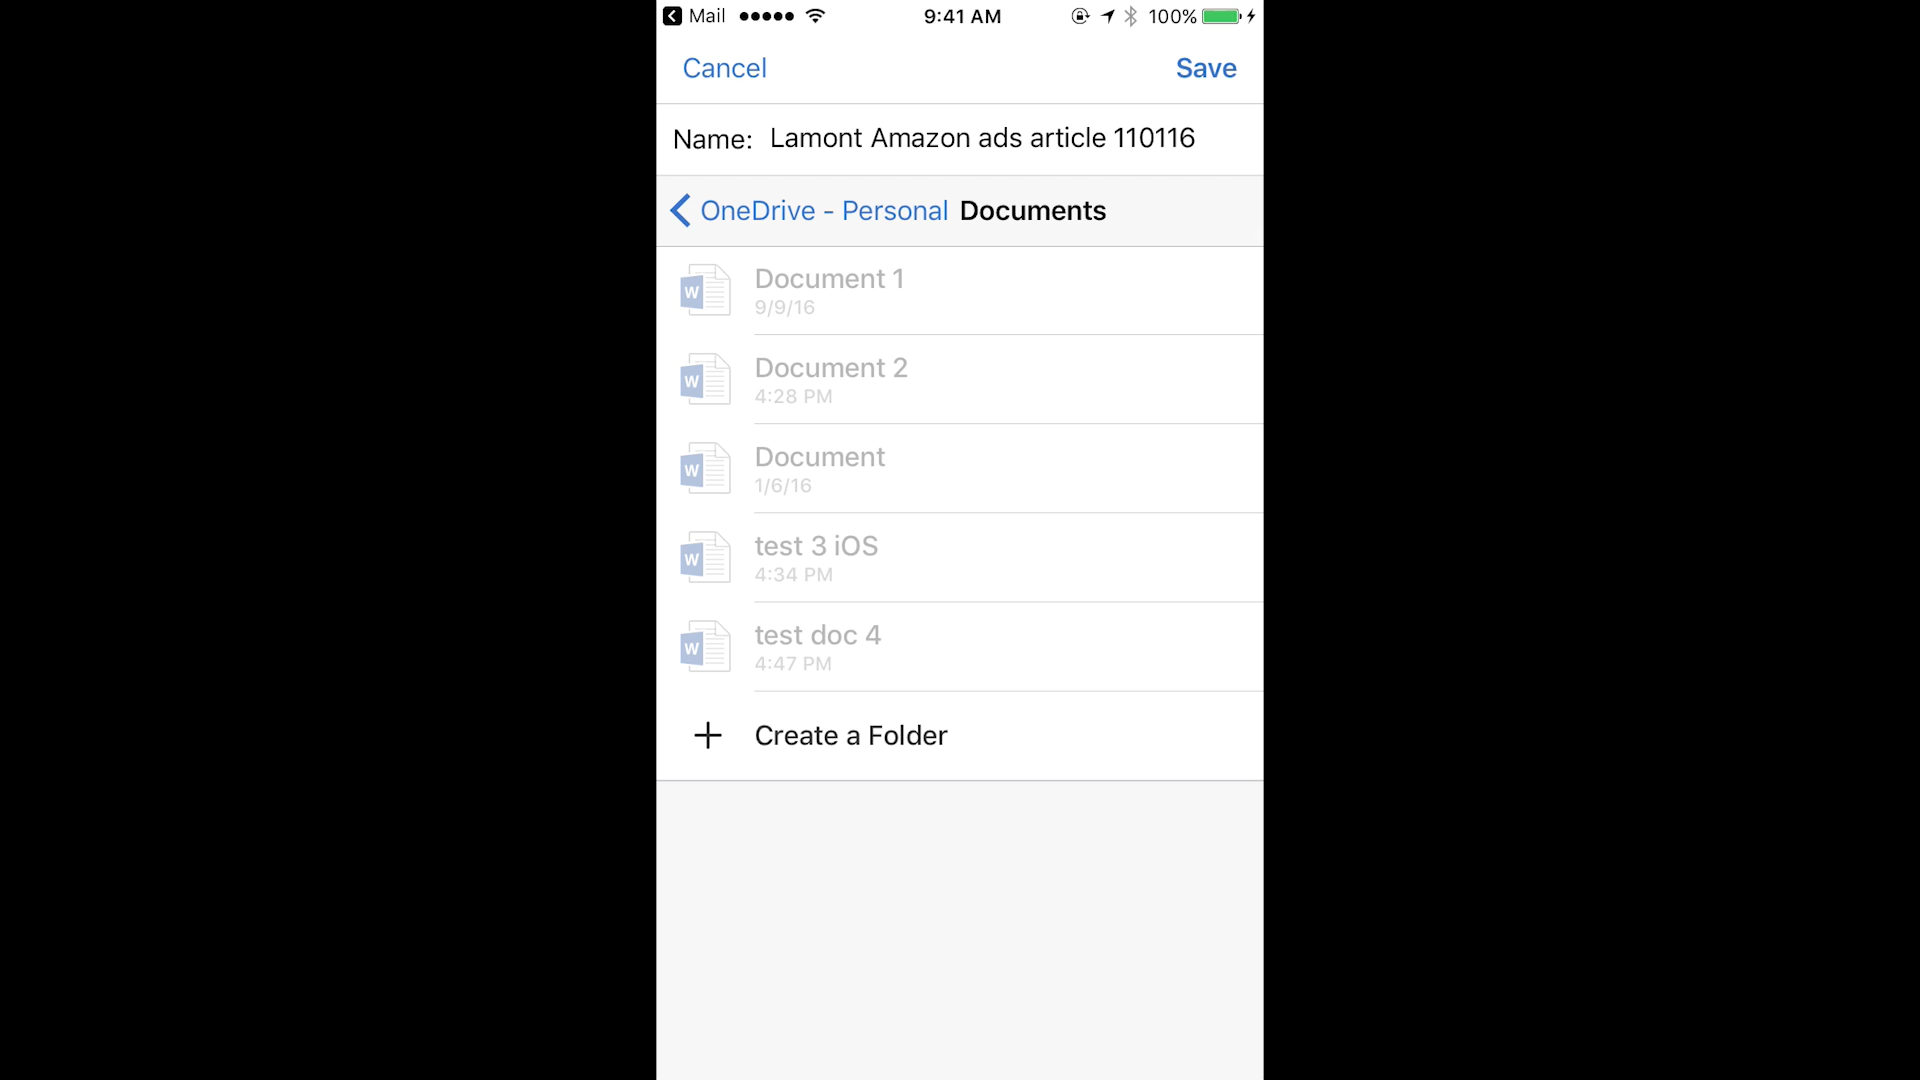 Mail 9:41 AM 100%
Cancel Save
Name: Lamont Amazon ads article 110116
OneDrive - Personal Documents
W Document 1
9/9/16
W Document 2
4:28 PM
W Document
1/6/16
W test 3 iOS
4:34 PM
W test doc 4
4:47 PM
Create a Folder